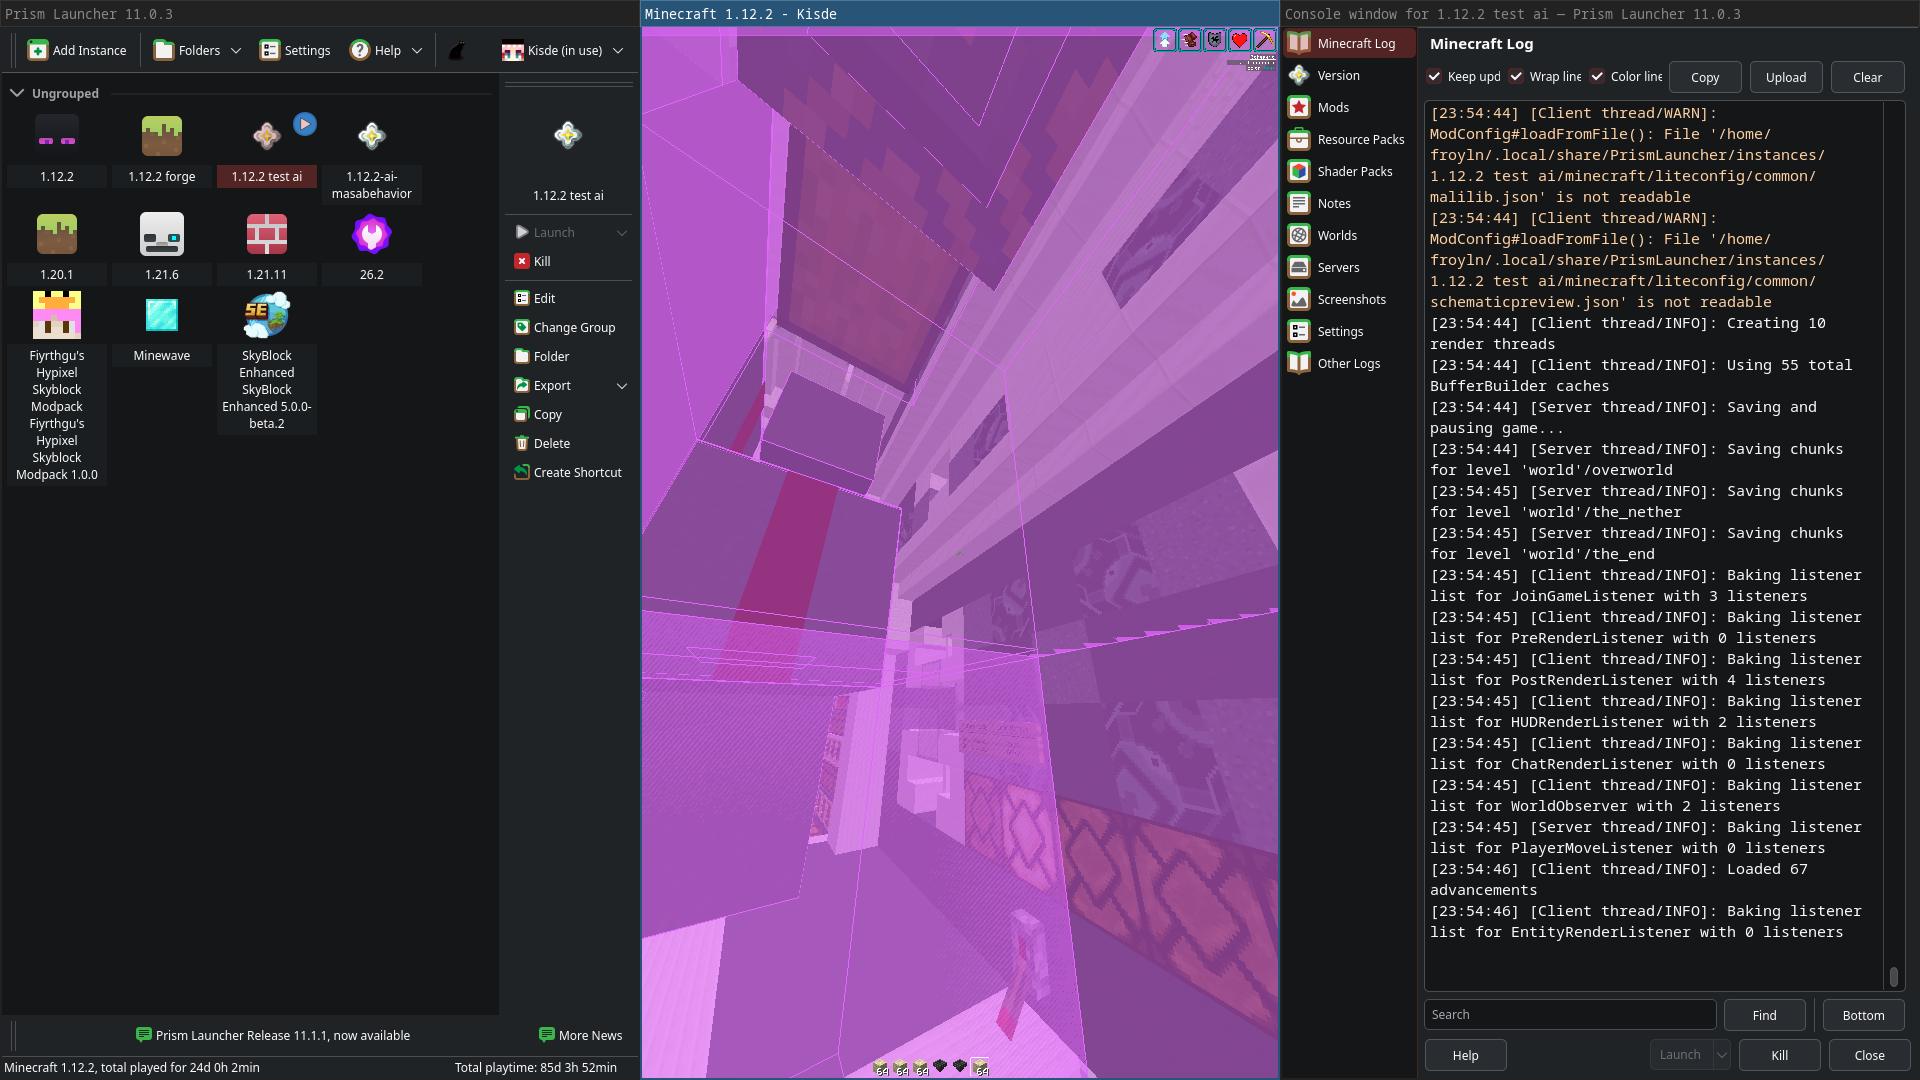 Prism Launcher 11.0.3
Add Instance
Folders
Settings
Help
Kisde (in use)
Ungrouped
1.12.2
1.12.2 forge
1.12.2 test ai
1.12.2-ai-
masabehavior
1.20.1
1.21.6
1.21.11
26.2
Fiyrthgu's
Hypixel
Skyblock
Modpack
Fiyrthgu's
Hypixel
Skyblock
Modpack 1.0.0
Minewave
SkyBlock
Enhanced
SkyBlock
Enhanced 5.0.0-
beta.2
1.12.2 test ai
Launch
Kill
Edit
Change Group
Folder
Export
Copy
Delete
Create Shortcut
Prism Launcher Release 11.1.1, now available
More News
Minecraft 1.12.2, total played for 24d 0h 2min
Total playtime: 85d 3h 52min
Minecraft 1.12.2 - Kisde
64
64
64
64
Console window for 1.12.2 test ai — Prism Launcher 11.0.3
Minecraft Log
Version
Mods
Resource Packs
Shader Packs
Notes
Worlds
Servers
Screenshots
Settings
Other Logs
Minecraft Log
Keep upd
Wrap line
Color line
Copy
Upload
Clear
[23:54:44] [Client thread/WARN]:
ModConfig#loadFromFile(): File '/home/
froyln/.local/share/PrismLauncher/instances/
1.12.2 test ai/minecraft/liteconfig/common/
malilib.json' is not readable
[23:54:44] [Client thread/WARN]:
ModConfig#loadFromFile(): File '/home/
froyln/.local/share/PrismLauncher/instances/
1.12.2 test ai/minecraft/liteconfig/common/
schematicpreview.json' is not readable
[23:54:44] [Client thread/INFO]: Creating 10
render threads
[23:54:44] [Client thread/INFO]: Using 55 total
BufferBuilder caches
[23:54:44] [Server thread/INFO]: Saving and
pausing game...
[23:54:44] [Server thread/INFO]: Saving chunks
for level 'world'/overworld
[23:54:45] [Server thread/INFO]: Saving chunks
for level 'world'/the_nether
[23:54:45] [Server thread/INFO]: Saving chunks
for level 'world'/the_end
[23:54:45] [Client thread/INFO]: Baking listener
list for JoinGameListener with 3 listeners
[23:54:45] [Client thread/INFO]: Baking listener
list for PreRenderListener with 0 listeners
[23:54:45] [Client thread/INFO]: Baking listener
list for PostRenderListener with 4 listeners
[23:54:45] [Client thread/INFO]: Baking listener
list for HUDRenderListener with 2 listeners
[23:54:45] [Client thread/INFO]: Baking listener
list for ChatRenderListener with 0 listeners
[23:54:45] [Client thread/INFO]: Baking listener
list for WorldObserver with 2 listeners
[23:54:45] [Server thread/INFO]: Baking listener
list for PlayerMoveListener with 0 listeners
[23:54:46] [Client thread/INFO]: Loaded 67
advancements
[23:54:46] [Client thread/INFO]: Baking listener
list for EntityRenderListener with 0 listeners
Search
Find
Bottom
Help
Launch
Kill
Close